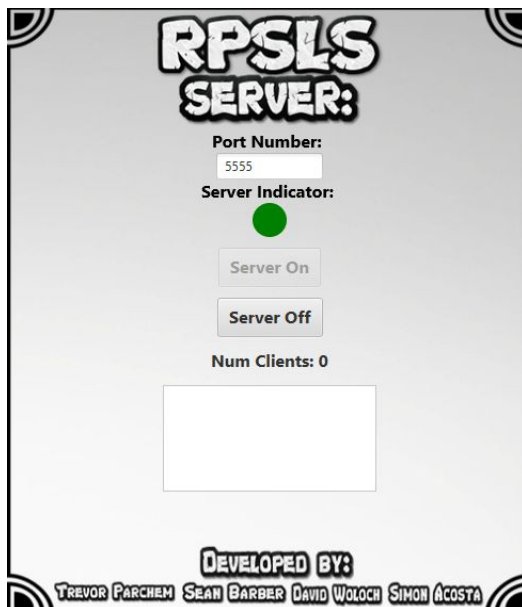 RPSLS
SERVER:
Port Number:
5555
Server Indicator:
Server On
Server Off
Num Clients: 0
DEVELOPED BY:
TREVOR PARCHEM SEAN BARBER DAVID WOLOCH SIMON ACOSTA